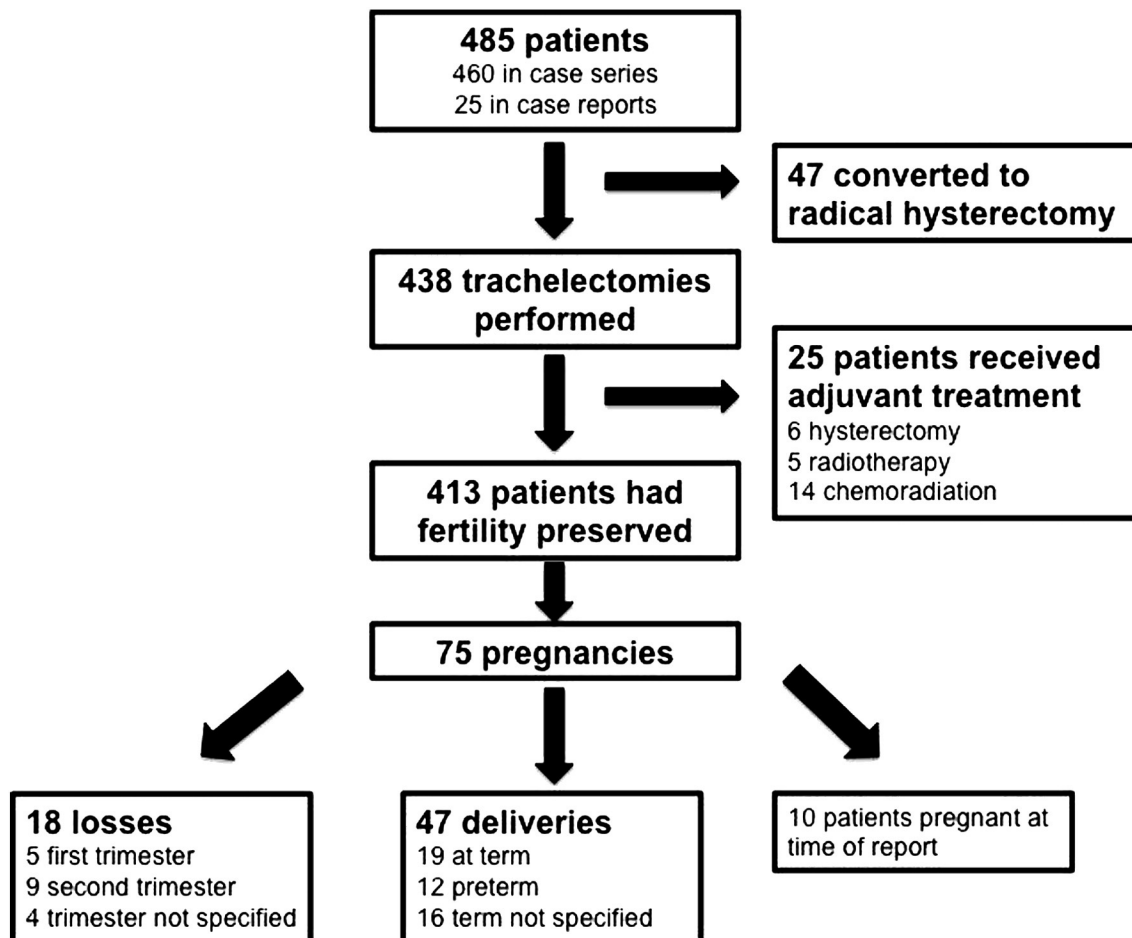 485 patients
460 in case series
25 in case reports
47 converted to
radical hysterectomy
438 trachelectomies
performed
25 patients received
adjuvant treatment
6 hysterectomy
5 radiotherapy
14 chemoradiation
413 patients had
fertility preserved
75 pregnancies
18 losses
5 first trimester
9 second trimester
4 trimester not specified
47 deliveries
19 at term
12 preterm
16 term not specified
10 patients pregnant at
time of report